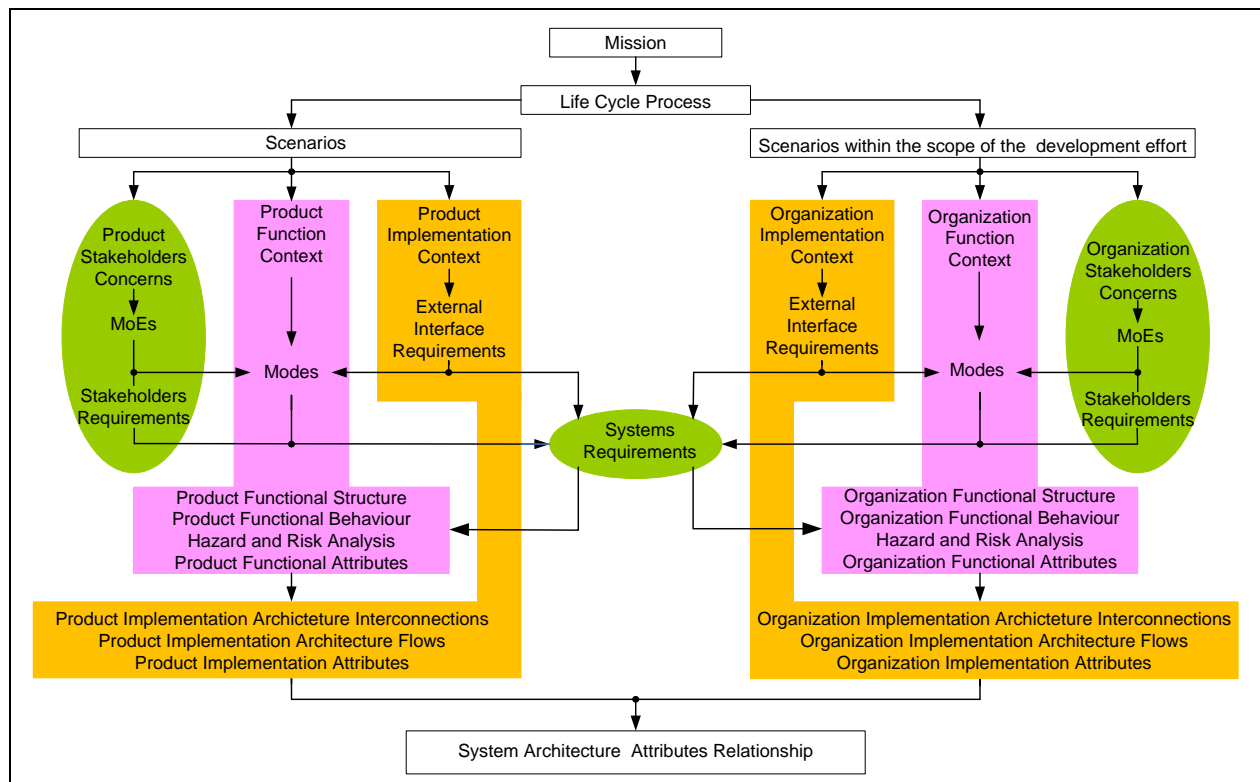 Mission
Life Cycle Process
Scenarios
Scenarios within the scope of the development effort
Product
Stakeholders
Concerns
MoEs
Stakeholders
Requirements
Product
Function
Context
Modes
Product
Implementation
Context
External
Interface
Requirements
Organization
Implementation
Context
External
Interface
Requirements
Organization
Function
Context
Modes
Organization
Stakeholders
Concerns
MoEs
Stakeholders
Requirements
Systems
Requirements
Product Functional Structure
Product Functional Behaviour
Hazard and Risk Analysis
Product Functional Attributes
Organization Functional Structure
Organization Functional Behaviour
Hazard and Risk Analysis
Organization Functional Attributes
Product Implementation Archicteture Interconnections
Product Implementation Architecture Flows
Product Implementation Attributes
Organization Implementation Archicteture Interconnections
Organization Implementation Architecture Flows
Organization Implementation Attributes
System Architecture Attributes Relationship